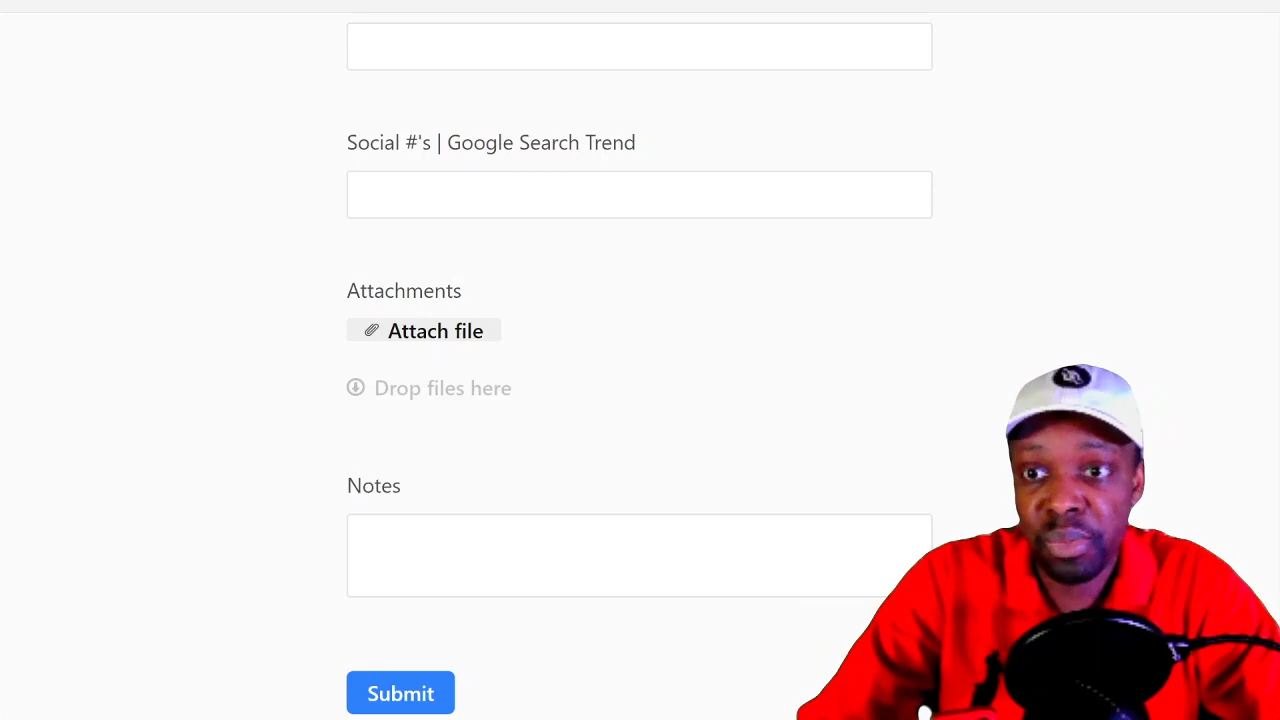 Social #'s | Google Search Trend
Attachments
Attach file
Drop files here
Notes
Submit